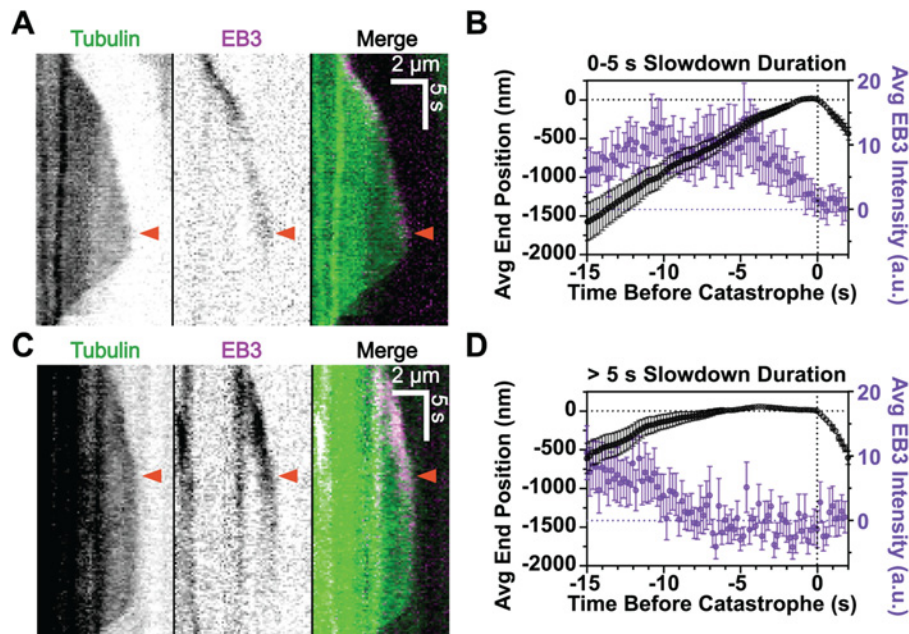 A
Tubulin EB3 Merge
2 μm
5 s
B
0-5 s Slowdown Duration
Avg End Position (nm)
0
-500
-1000
-1500
-2000
20
10
0
Avg EB3 Intensity (a.u.)
-15 -10 -5 0
Time Before Catastrophe (s)
C
Tubulin EB3 Merge
2 μm
5 s
D
> 5 s Slowdown Duration
Avg End Position (nm)
0
-500
-1000
-1500
-2000
20
10
0
Avg EB3 Intensity (a.u.)
-15 -10 -5 0
Time Before Catastrophe (s)